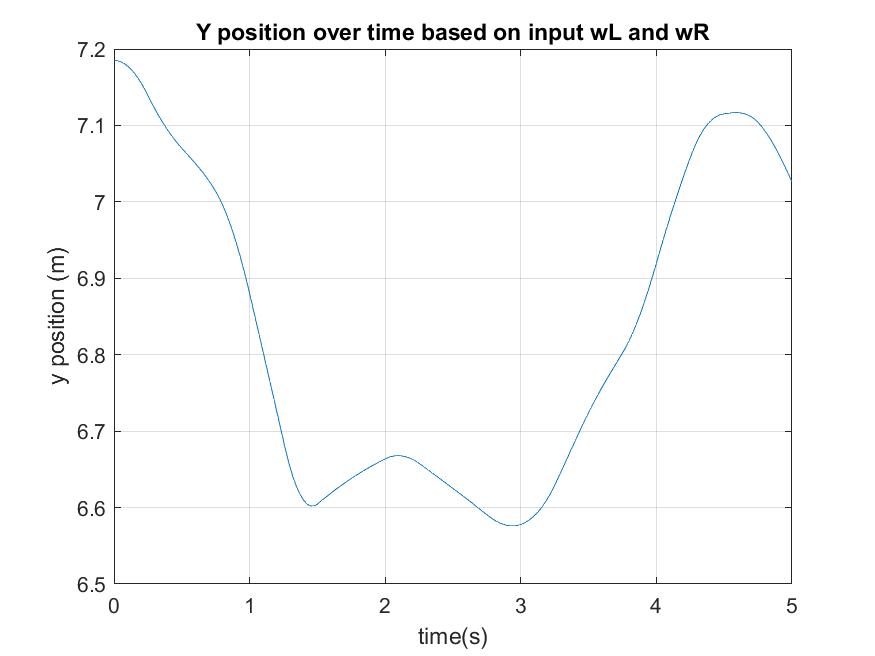 Y position over time based on input wL and wR
7.2
7.1
7
6.9
6.8
6.7
6.6
6.5
y position (m)
0 1 2 3 4 5
time(s)